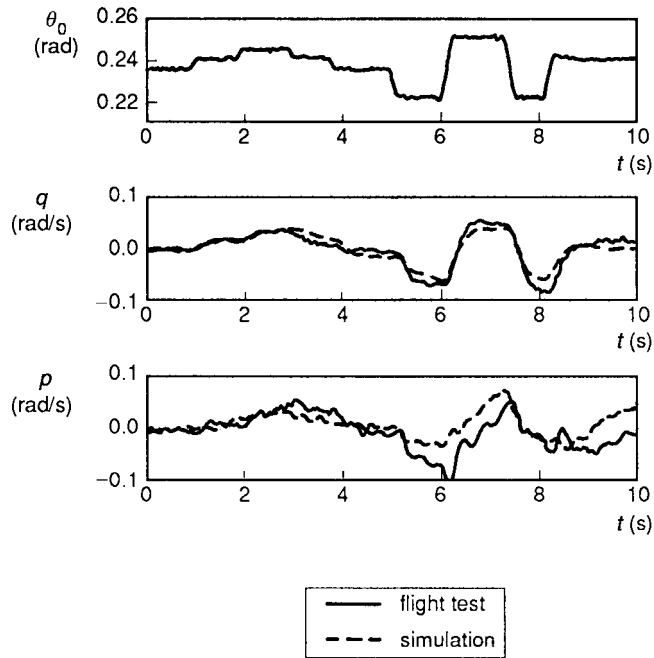 θ₀
(rad)
0.26
0.24
0.22
0 2 4 6 8 10
t (s)
q
(rad/s)
0.1
0.0
−0.1
0 2 4 6 8 10
t (s)
p
(rad/s)
0.1
0.0
−0.1
0 2 4 6 8 10
t (s)
flight test
simulation